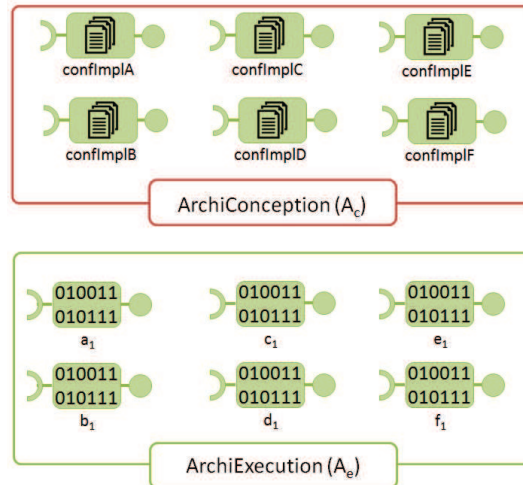 confImplA confImplC confImplE
confImplB confImplD confImplF
ArchiConception (Ac)
010011 010011 010011
010111 010111 010111
a1 c1 e1
010011 010011 010011
010111 010111 010111
b1 d1 f1
ArchiExecution (Ae)